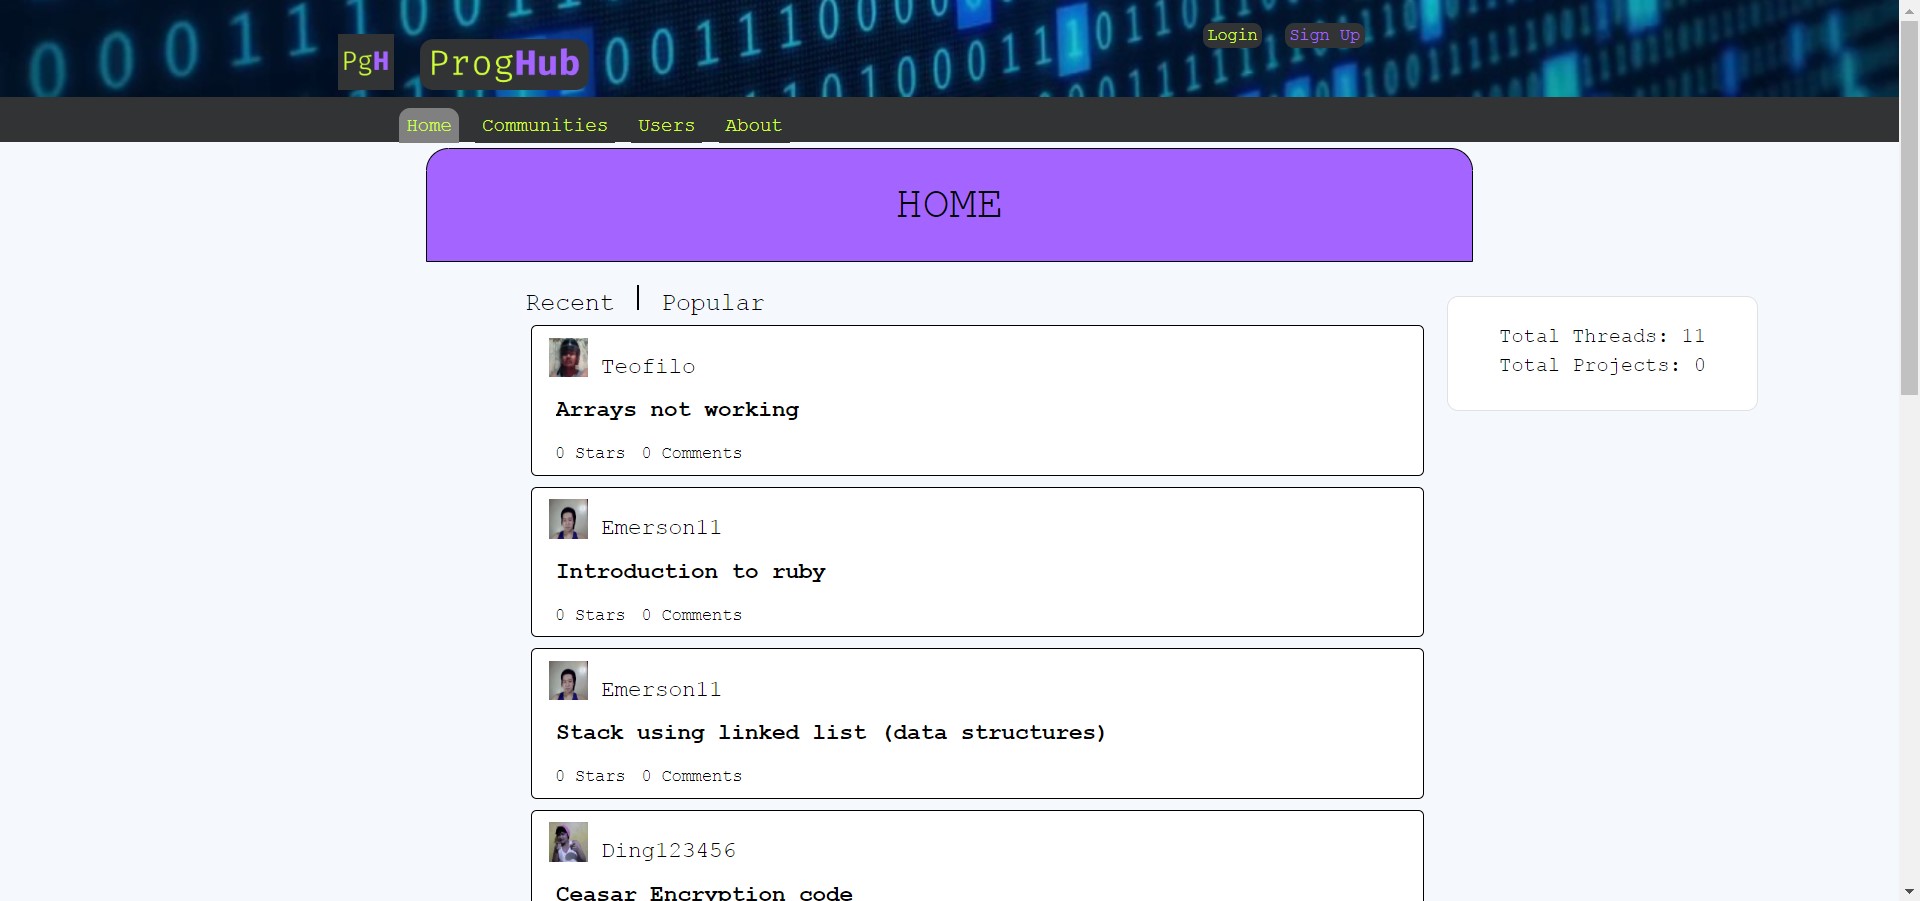 PgH ProgHub Login Sign Up
Home Communities Users About
HOME
Recent | Popular
Total Threads: 11
Total Projects: 0
Teofilo
Arrays not working
0 Stars 0 Comments
Emerson11
Introduction to ruby
0 Stars 0 Comments
Emerson11
Stack using linked list (data structures)
0 Stars 0 Comments
Ding123456
Ceasar Encryption code